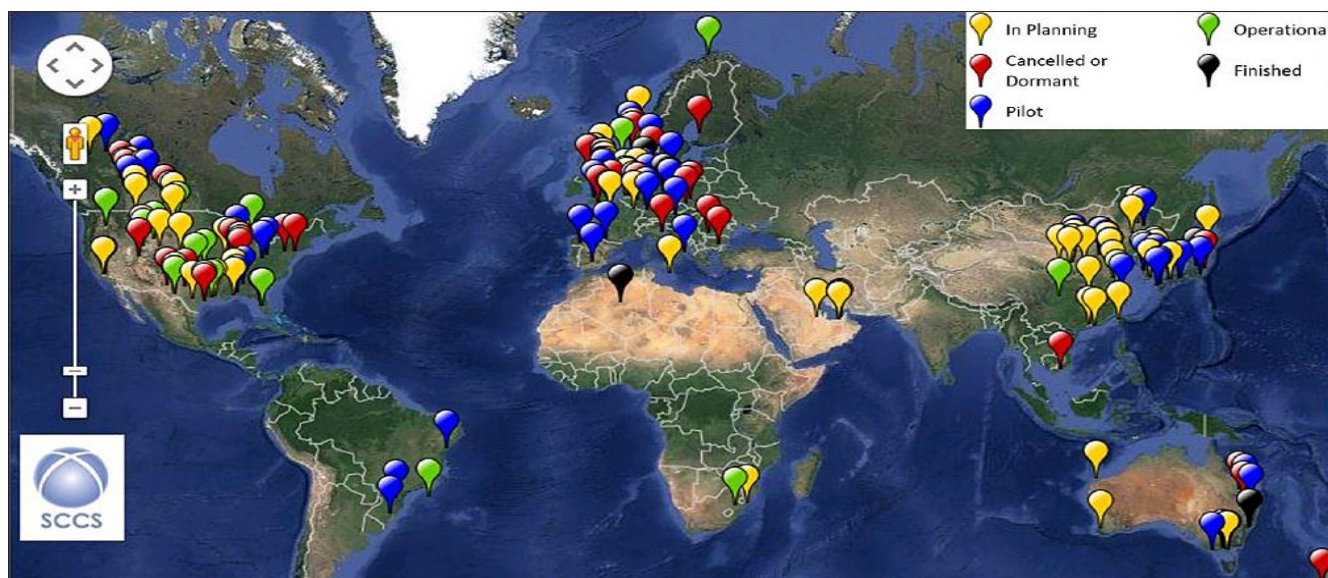 In Planning
Operationa
Cancelled or
Dormant
Finished
Pilot
SCCS